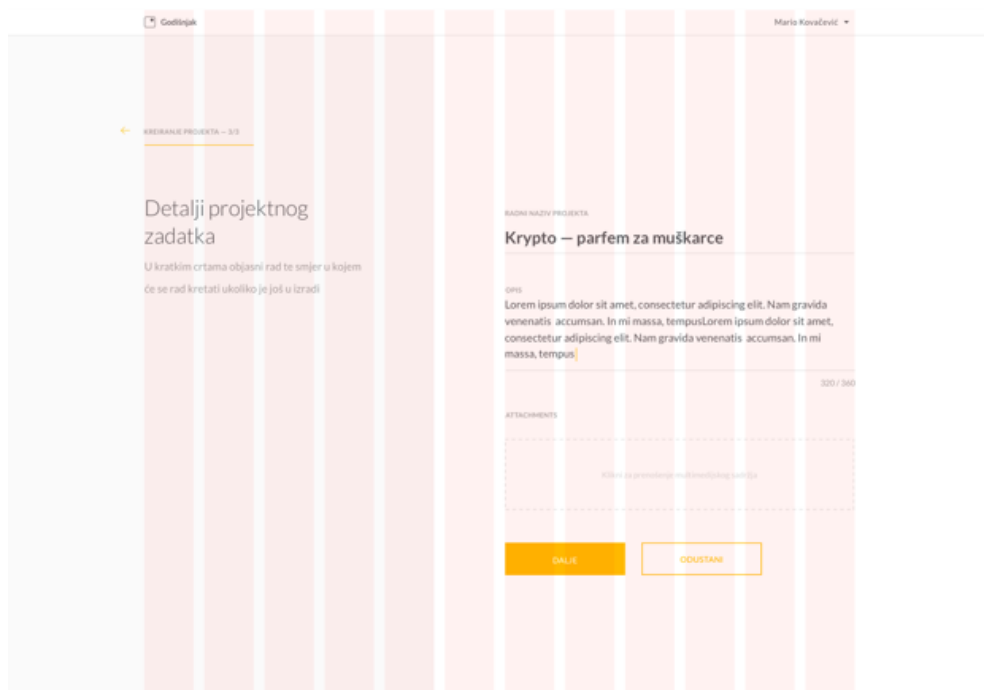 Godišnjak
Mario Kovačević
KREIRANJE PROJEKTA — 3/3
Detalji projektnog
zadatka
U kratkim crtama objasni rad te smjer u kojem
će se rad kretati ukoliko je još u izradi
RADNI NAZIV PROJEKTA
Krypto — parfem za muškarce
OPIS
Lorem ipsum dolor sit amet, consectetur adipiscing elit. Nam gravida
venenatis accumsan. In mi massa, tempusLorem ipsum dolor sit amet,
consectetur adipiscing elit. Nam gravida venenatis accumsan. In mi
massa, tempus
320 / 360
ATTACHMENTS
za multimedijskog sadržja
DALJE
ODUSTANI